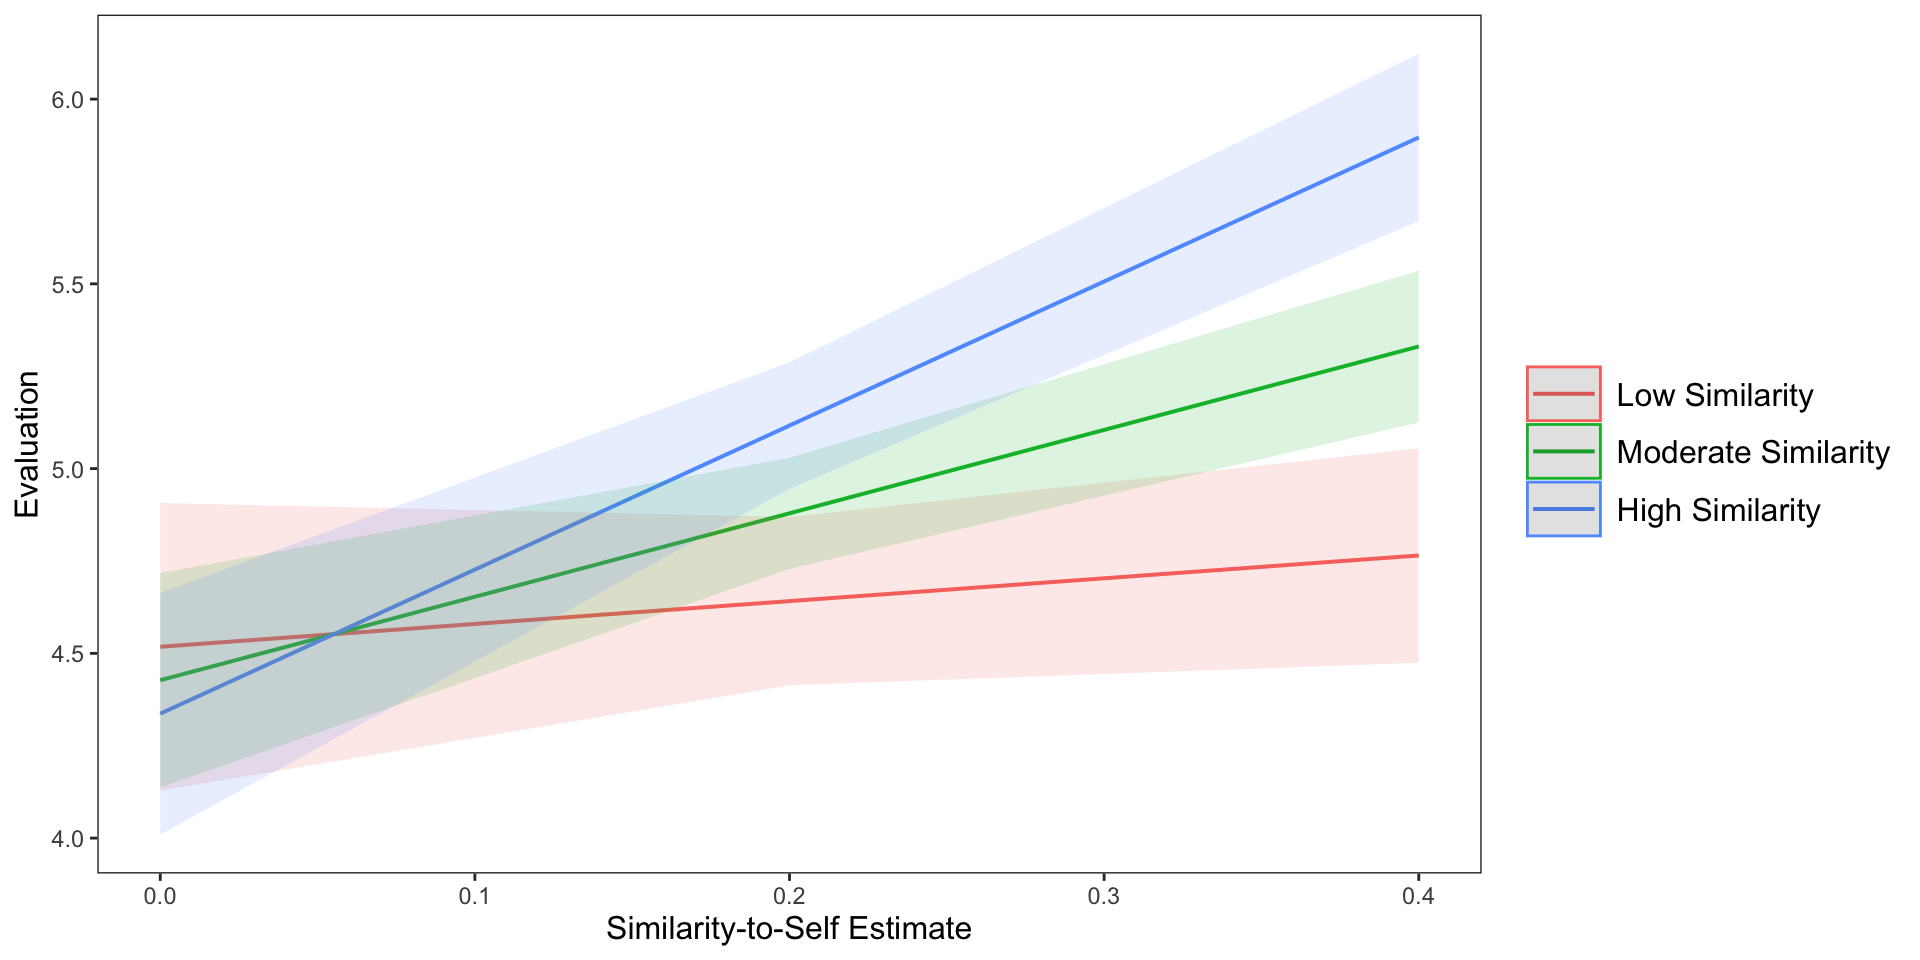 Evaluation
6.0
5.5
5.0
4.5
4.0
0.0 0.1 0.2 0.3 0.4
Similarity-to-Self Estimate
Low Similarity
Moderate Similarity
High Similarity